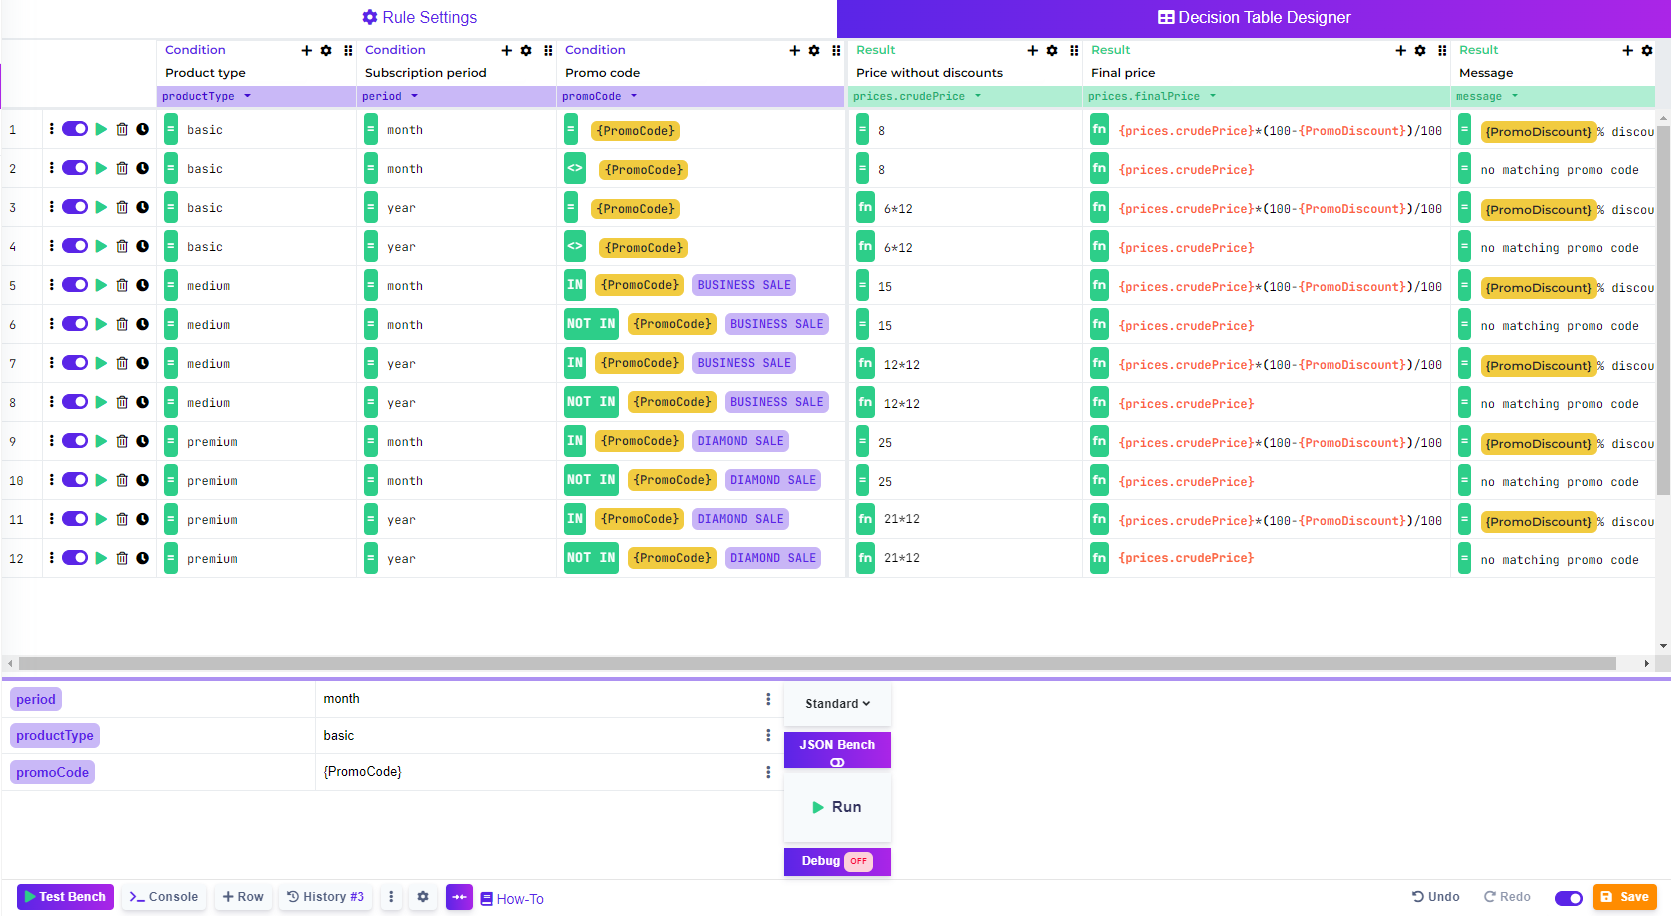 Rule Settings
Decision Table Designer
Condition Condition Condition Result Result Result
Product type Subscription period Promo code Price without discounts Final price Message
productType period promoCode prices.crudePrice prices.finalPrice message
1 = basic = month = {PromoCode} = 8 fn {prices.crudePrice}*(100-{PromoDiscount})/100 = {PromoDiscount}% discou
2 = basic = month <> {PromoCode} = 8 fn {prices.crudePrice} = no matching promo code
3 = basic = year = {PromoCode} fn 6*12 fn {prices.crudePrice}*(100-{PromoDiscount})/100 = {PromoDiscount}% discou
4 = basic = year <> {PromoCode} fn 6*12 fn {prices.crudePrice} = no matching promo code
5 = medium = month IN {PromoCode} BUSINESS SALE = 15 fn {prices.crudePrice}*(100-{PromoDiscount})/100 = {PromoDiscount}% discou
6 = medium = month NOT IN {PromoCode} BUSINESS SALE = 15 fn {prices.crudePrice} = no matching promo code
7 = medium = year IN {PromoCode} BUSINESS SALE fn 12*12 fn {prices.crudePrice}*(100-{PromoDiscount})/100 = {PromoDiscount}% discou
8 = medium = year NOT IN {PromoCode} BUSINESS SALE fn 12*12 fn {prices.crudePrice} = no matching promo code
9 = premium = month IN {PromoCode} DIAMOND SALE = 25 fn {prices.crudePrice}*(100-{PromoDiscount})/100 = {PromoDiscount}% discou
10 = premium = month NOT IN {PromoCode} DIAMOND SALE = 25 fn {prices.crudePrice} = no matching promo code
11 = premium = year IN {PromoCode} DIAMOND SALE fn 21*12 fn {prices.crudePrice}*(100-{PromoDiscount})/100 = {PromoDiscount}% discou
12 = premium = year NOT IN {PromoCode} DIAMOND SALE fn 21*12 fn {prices.crudePrice} = no matching promo code
period month
productType basic
promoCode {PromoCode}
Standard
JSON Bench
Run
Debug OFF
Test Bench Console + Row History #3 How-To Undo Redo Save